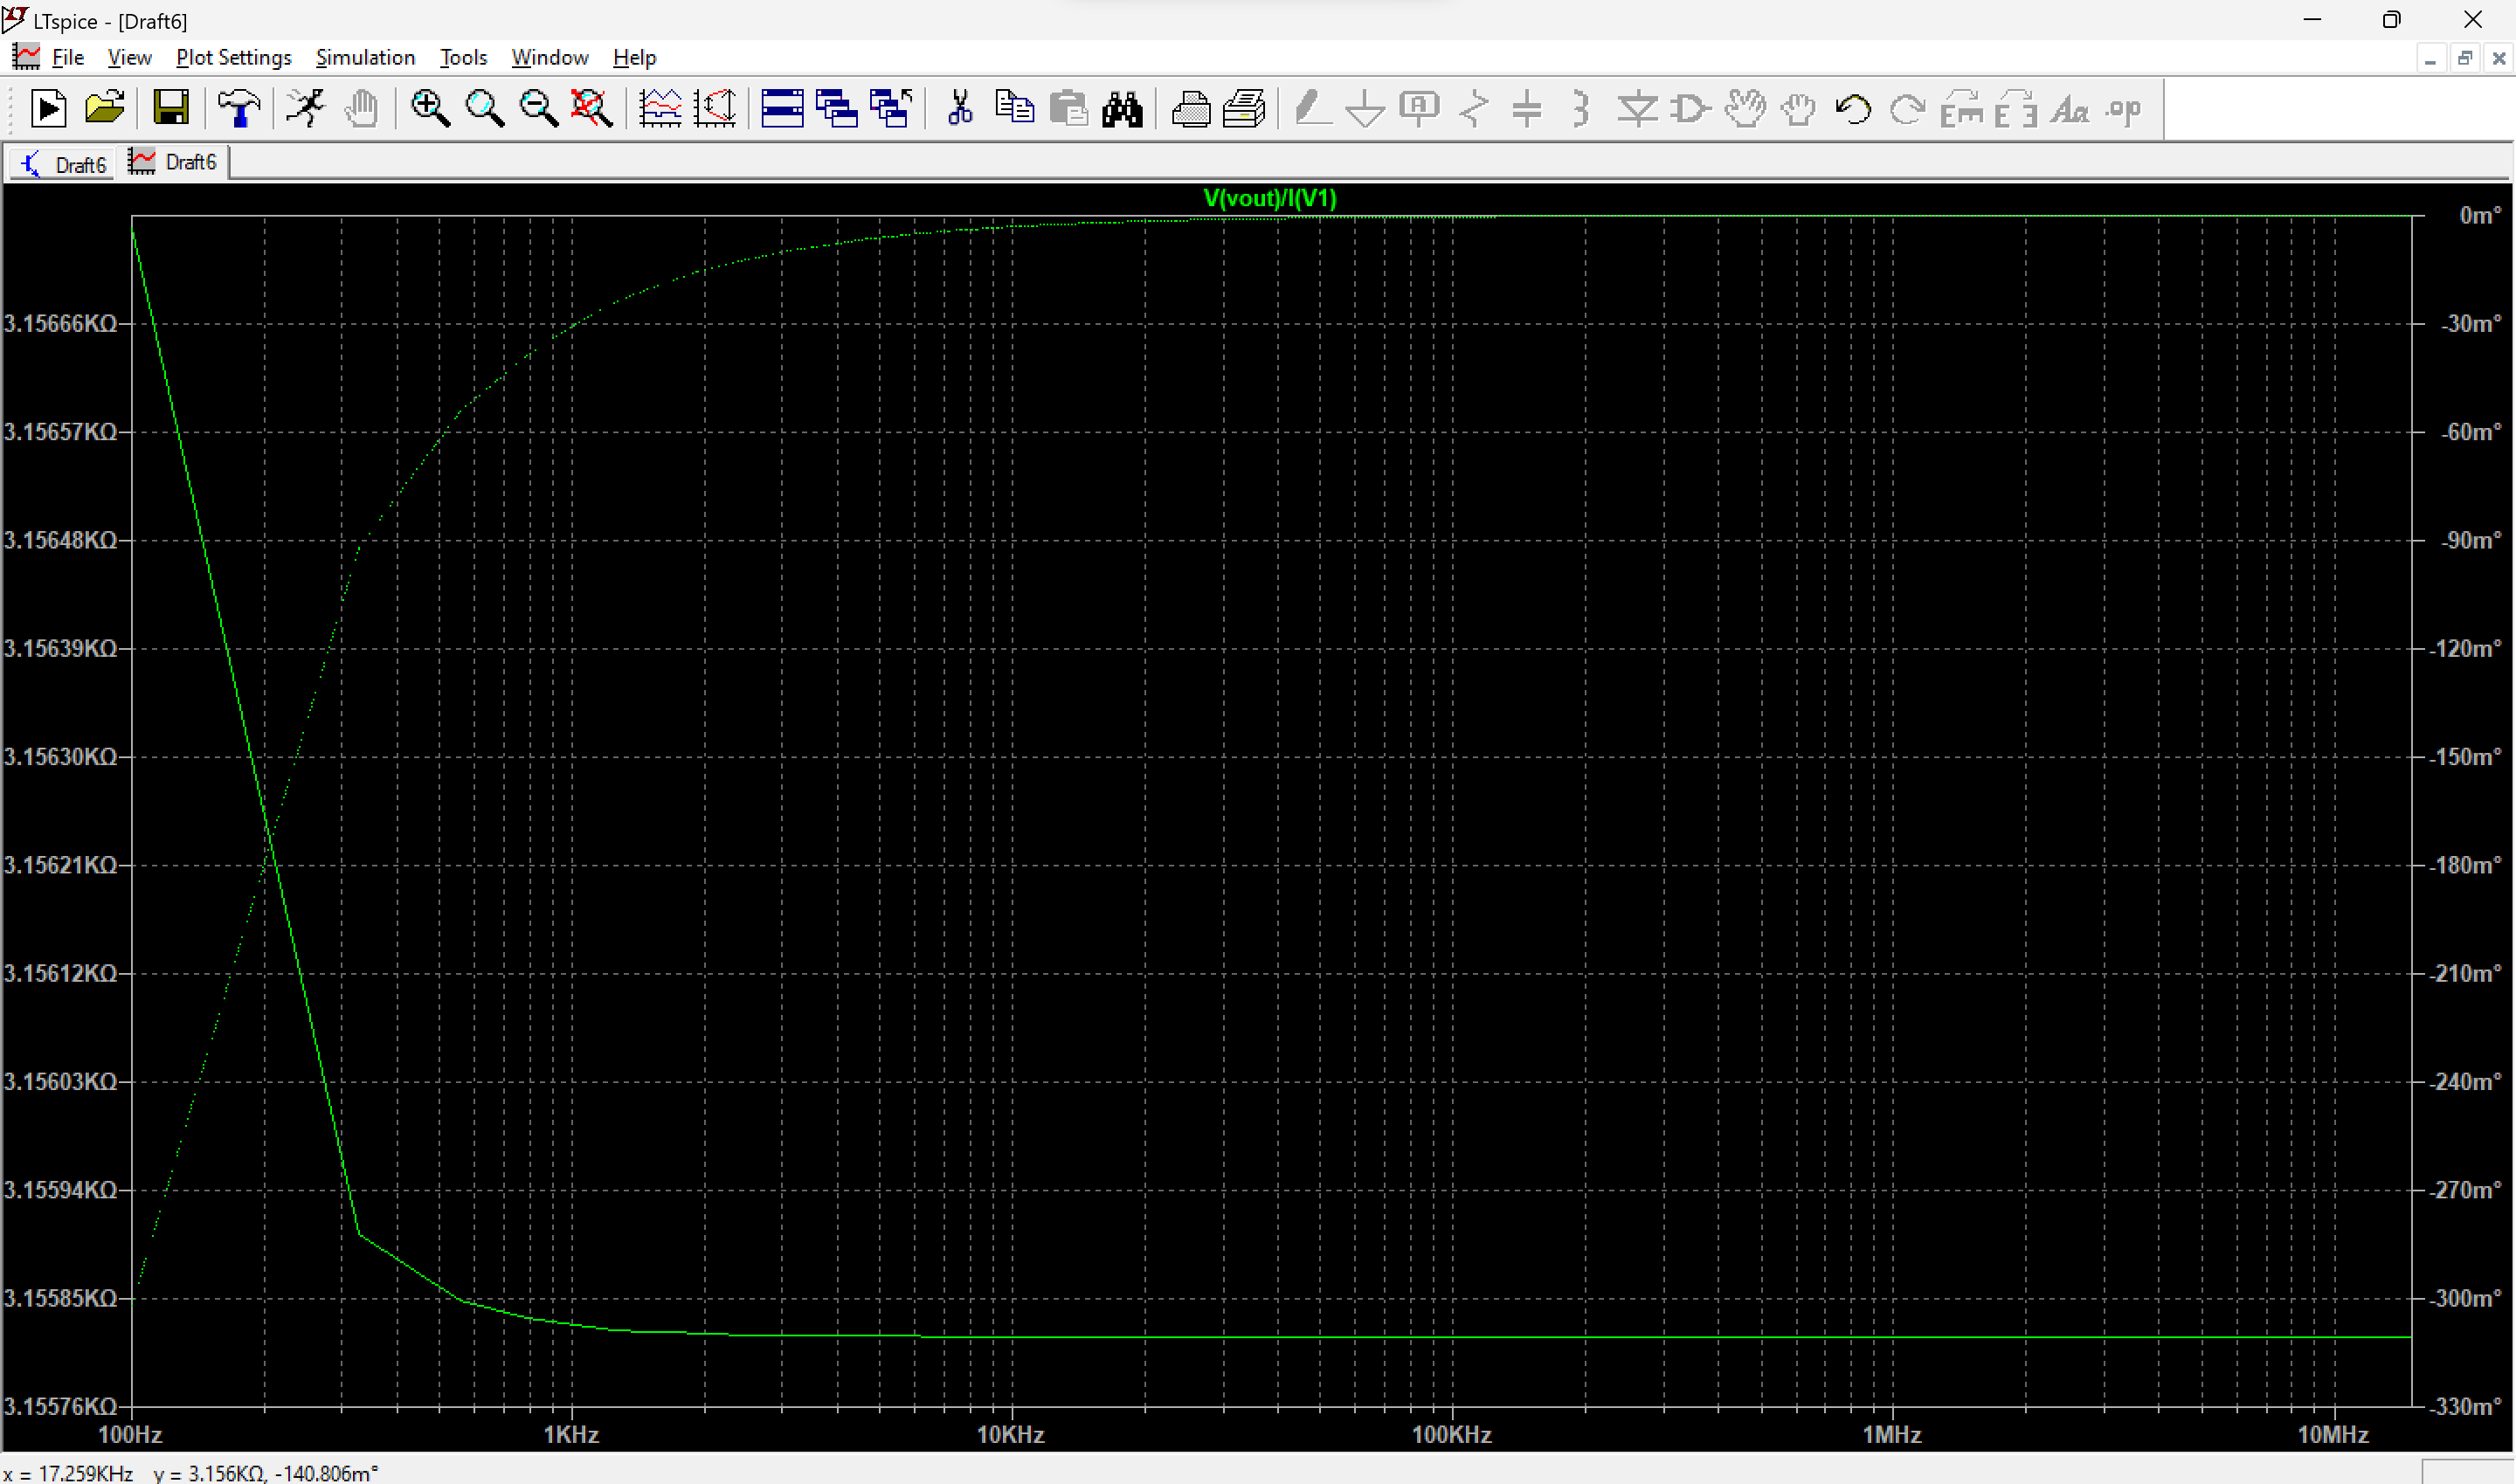 LTspice - [Draft6]
File View Plot Settings Simulation Tools Window Help
Aa .op
Draft6 Draft6
V(vout)/I(V1)
0m°
3.15666KΩ -30m°
3.15657KΩ -60m°
3.15648KΩ -90m°
3.15639KΩ -120m°
3.15630KΩ -150m°
3.15621KΩ -180m°
3.15612KΩ -210m°
3.15603KΩ -240m°
3.15594KΩ -270m°
3.15585KΩ -300m°
3.15576KΩ -330m°
100Hz 1KHz 10KHz 100KHz 1MHz 10MHz
x = 17.259KHz y = 3.156KΩ, -140.806m°